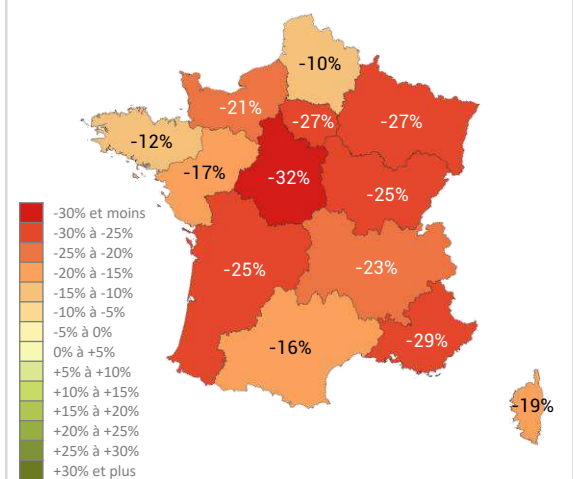 -10%
-21%
-27%
-27%
-12%
-17%
-32%
-25%
-25%
-23%
-16%
-29%
-19%
-30% et moins
-30% à -25%
-25% à -20%
-20% à -15%
-15% à -10%
-10% à -5%
-5% à 0%
0% à +5%
+5% à +10%
+10% à +15%
+15% à +20%
+20% à +25%
+25% à +30%
+30% et plus